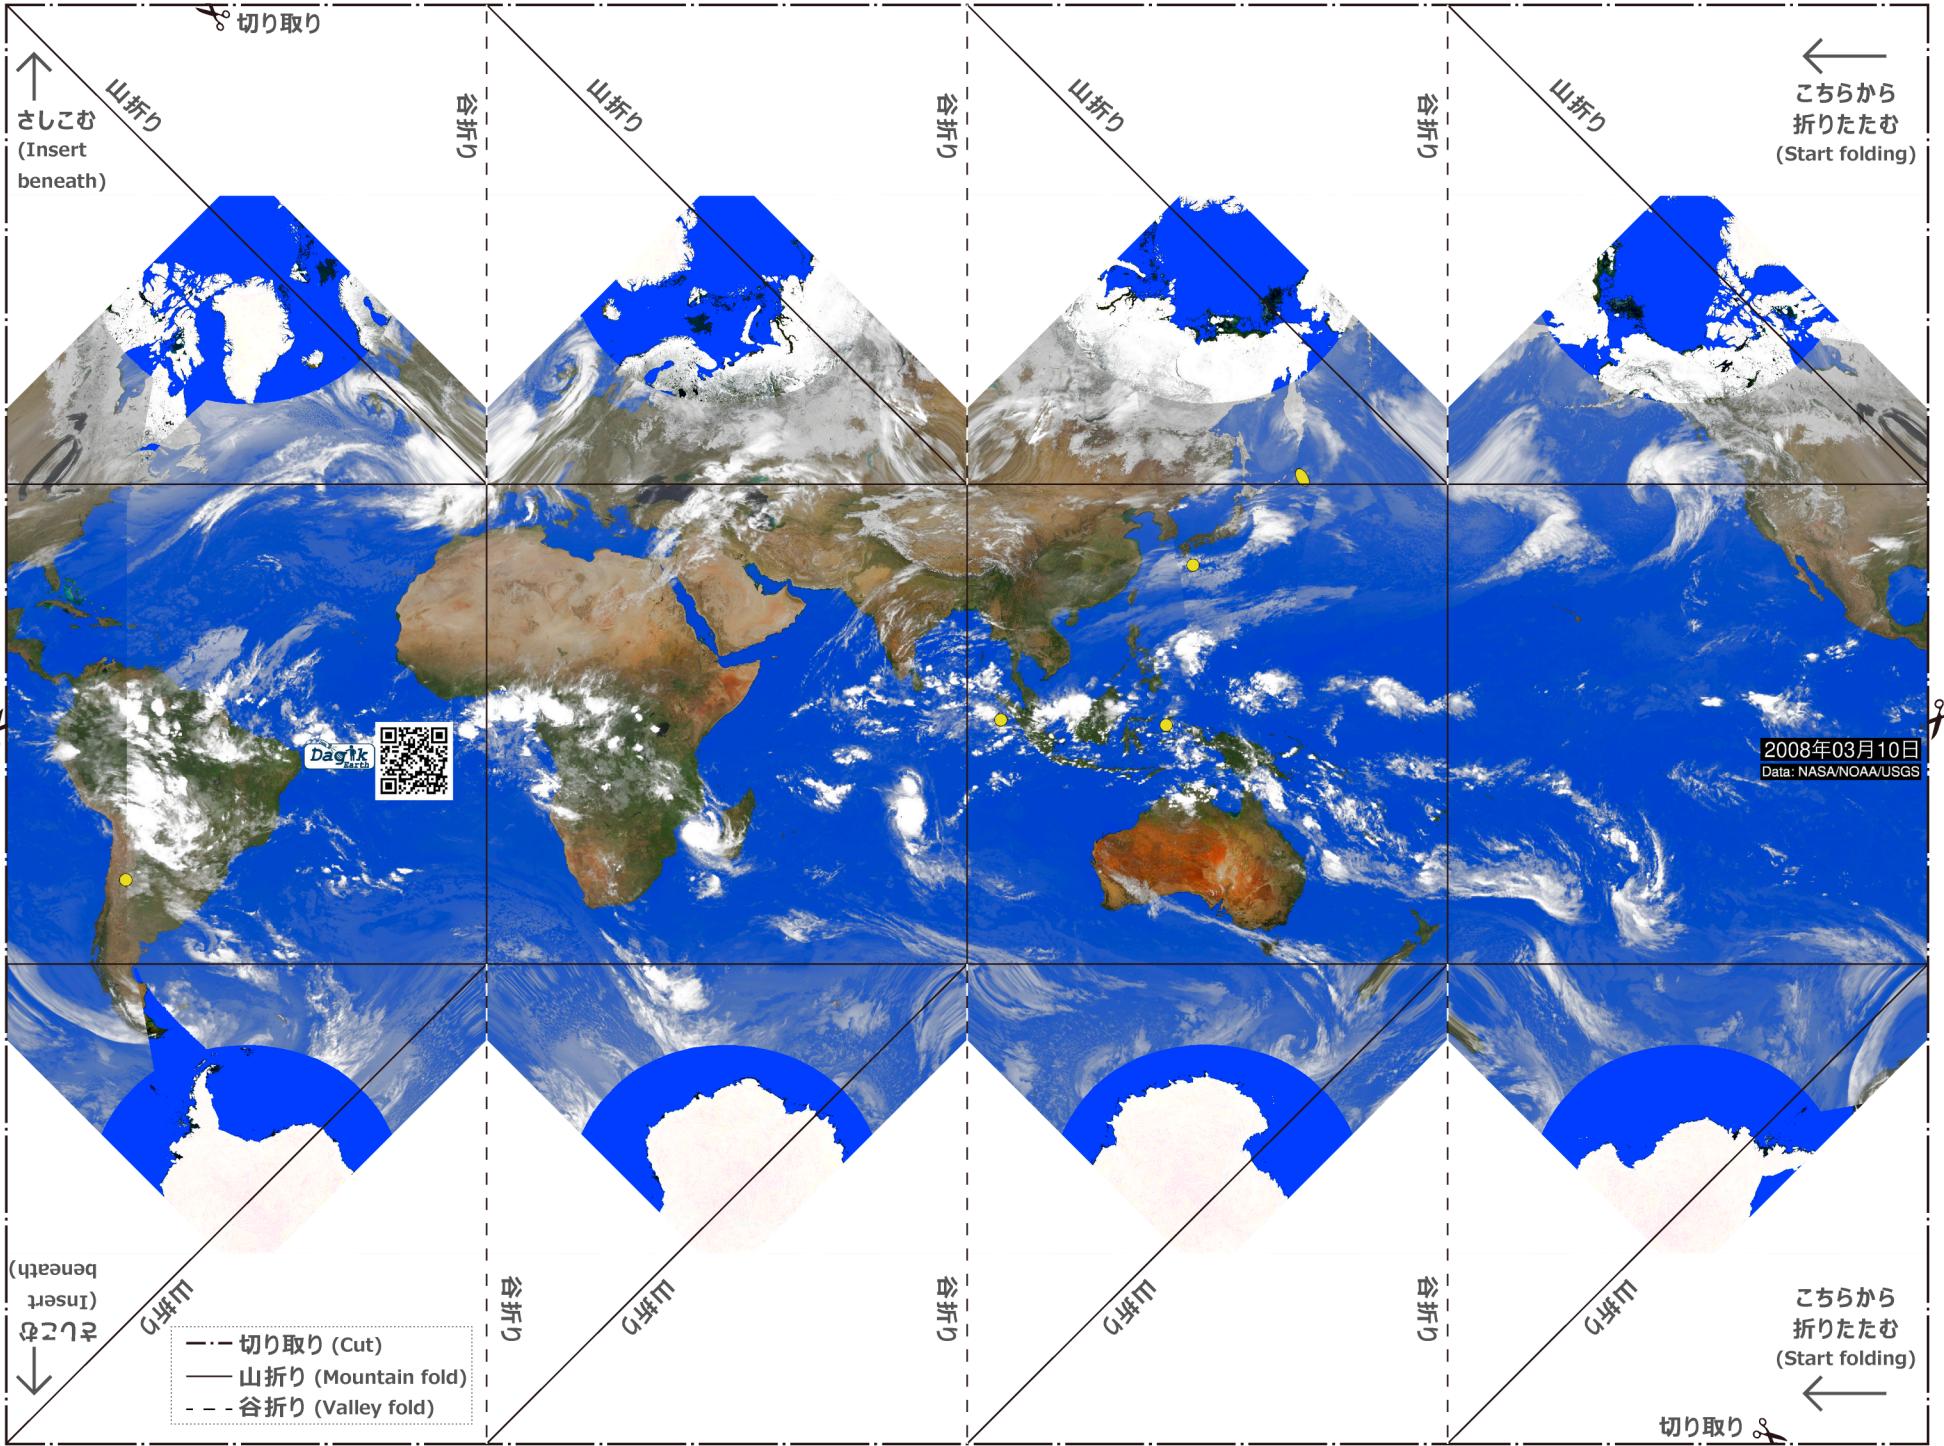 切り取り
山折り
谷折り
山折り
谷折り
山折り
谷折り
山折り
さしこむ
(Insert
beneath)
こちらから
折りたたむ
(Start folding)
Dagik
Earth
2008年03月10日
Data: NASA/NOAA/USGS
さしこむ
(Insert
beneath)
山折り
谷折り
山折り
谷折り
山折り
谷折り
山折り
切り取り (Cut)
山折り (Mountain fold)
谷折り (Valley fold)
こちらから
折りたたむ
(Start folding)
切り取り